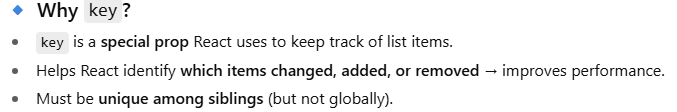 Why key?
key is a special prop React uses to keep track of list items.
Helps React identify which items changed, added, or removed → improves performance.
Must be unique among siblings (but not globally).